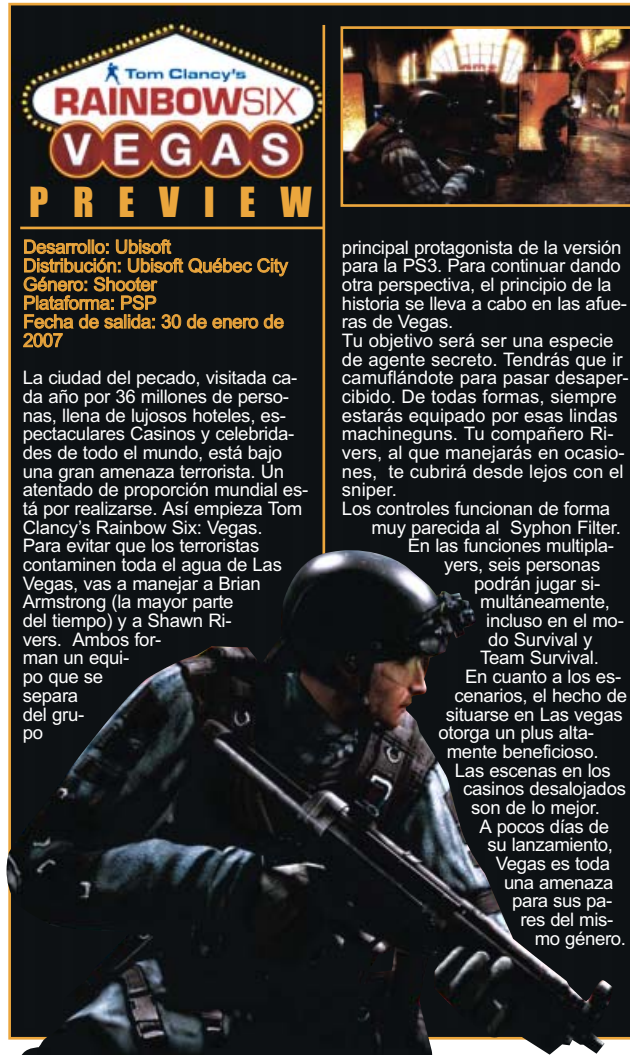 Tom Clancy's
RAINBOWSIX
VEGAS
PREVIEW
Desarrollo: Ubisoft
Distribución: Ubisoft Québec City
Género: Shooter
Plataforma: PSP
Fecha de salida: 30 de enero de
2007
La ciudad del pecado, visitada ca-
da año por 36 millones de perso-
nas, llena de lujosos hoteles, es-
pectaculares Casinos y celebrida-
des de todo el mundo, está bajo
una gran amenaza terrorista. Un
atentado de proporción mundial es-
tá por realizarse. Así empieza Tom
Clancy's Rainbow Six: Vegas.
Para evitar que los terroristas
contaminen toda el agua de Las
Vegas, vas a manejar a Brian
Armstrong (la mayor parte
del tiempo) y a Shawn Ri-
vers. Ambos for-
man un equi-
po que se
separa
del gru-
po
principal protagonista de la versión
para la PS3. Para continuar dando
otra perspectiva, el principio de la
historia se lleva a cabo en las afue-
ras de Vegas.
Tu objetivo será ser una especie
de agente secreto. Tendrás que ir
camuflándote para pasar desaper-
cibido. De todas formas, siempre
estarás equipado por esas lindas
machineguns. Tu compañero Ri-
vers, al que manejarás en ocasio-
nes, te cubrirá desde lejos con el
sniper.
Los controles funcionan de forma
muy parecida al Syphon Filter.
En las funciones multipla-
yers, seis personas
podrán jugar si-
multáneamente,
incluso en el mo-
do Survival y
Team Survival.
En cuanto a los es-
cenarios, el hecho de
situarse en Las vegas
otorga un plus alta-
mente beneficioso.
Las escenas en los
casinos desalojados
son de lo mejor.
A pocos días de
su lanzamiento,
Vegas es toda
una amenaza
para sus pa-
res del mis-
mo género.